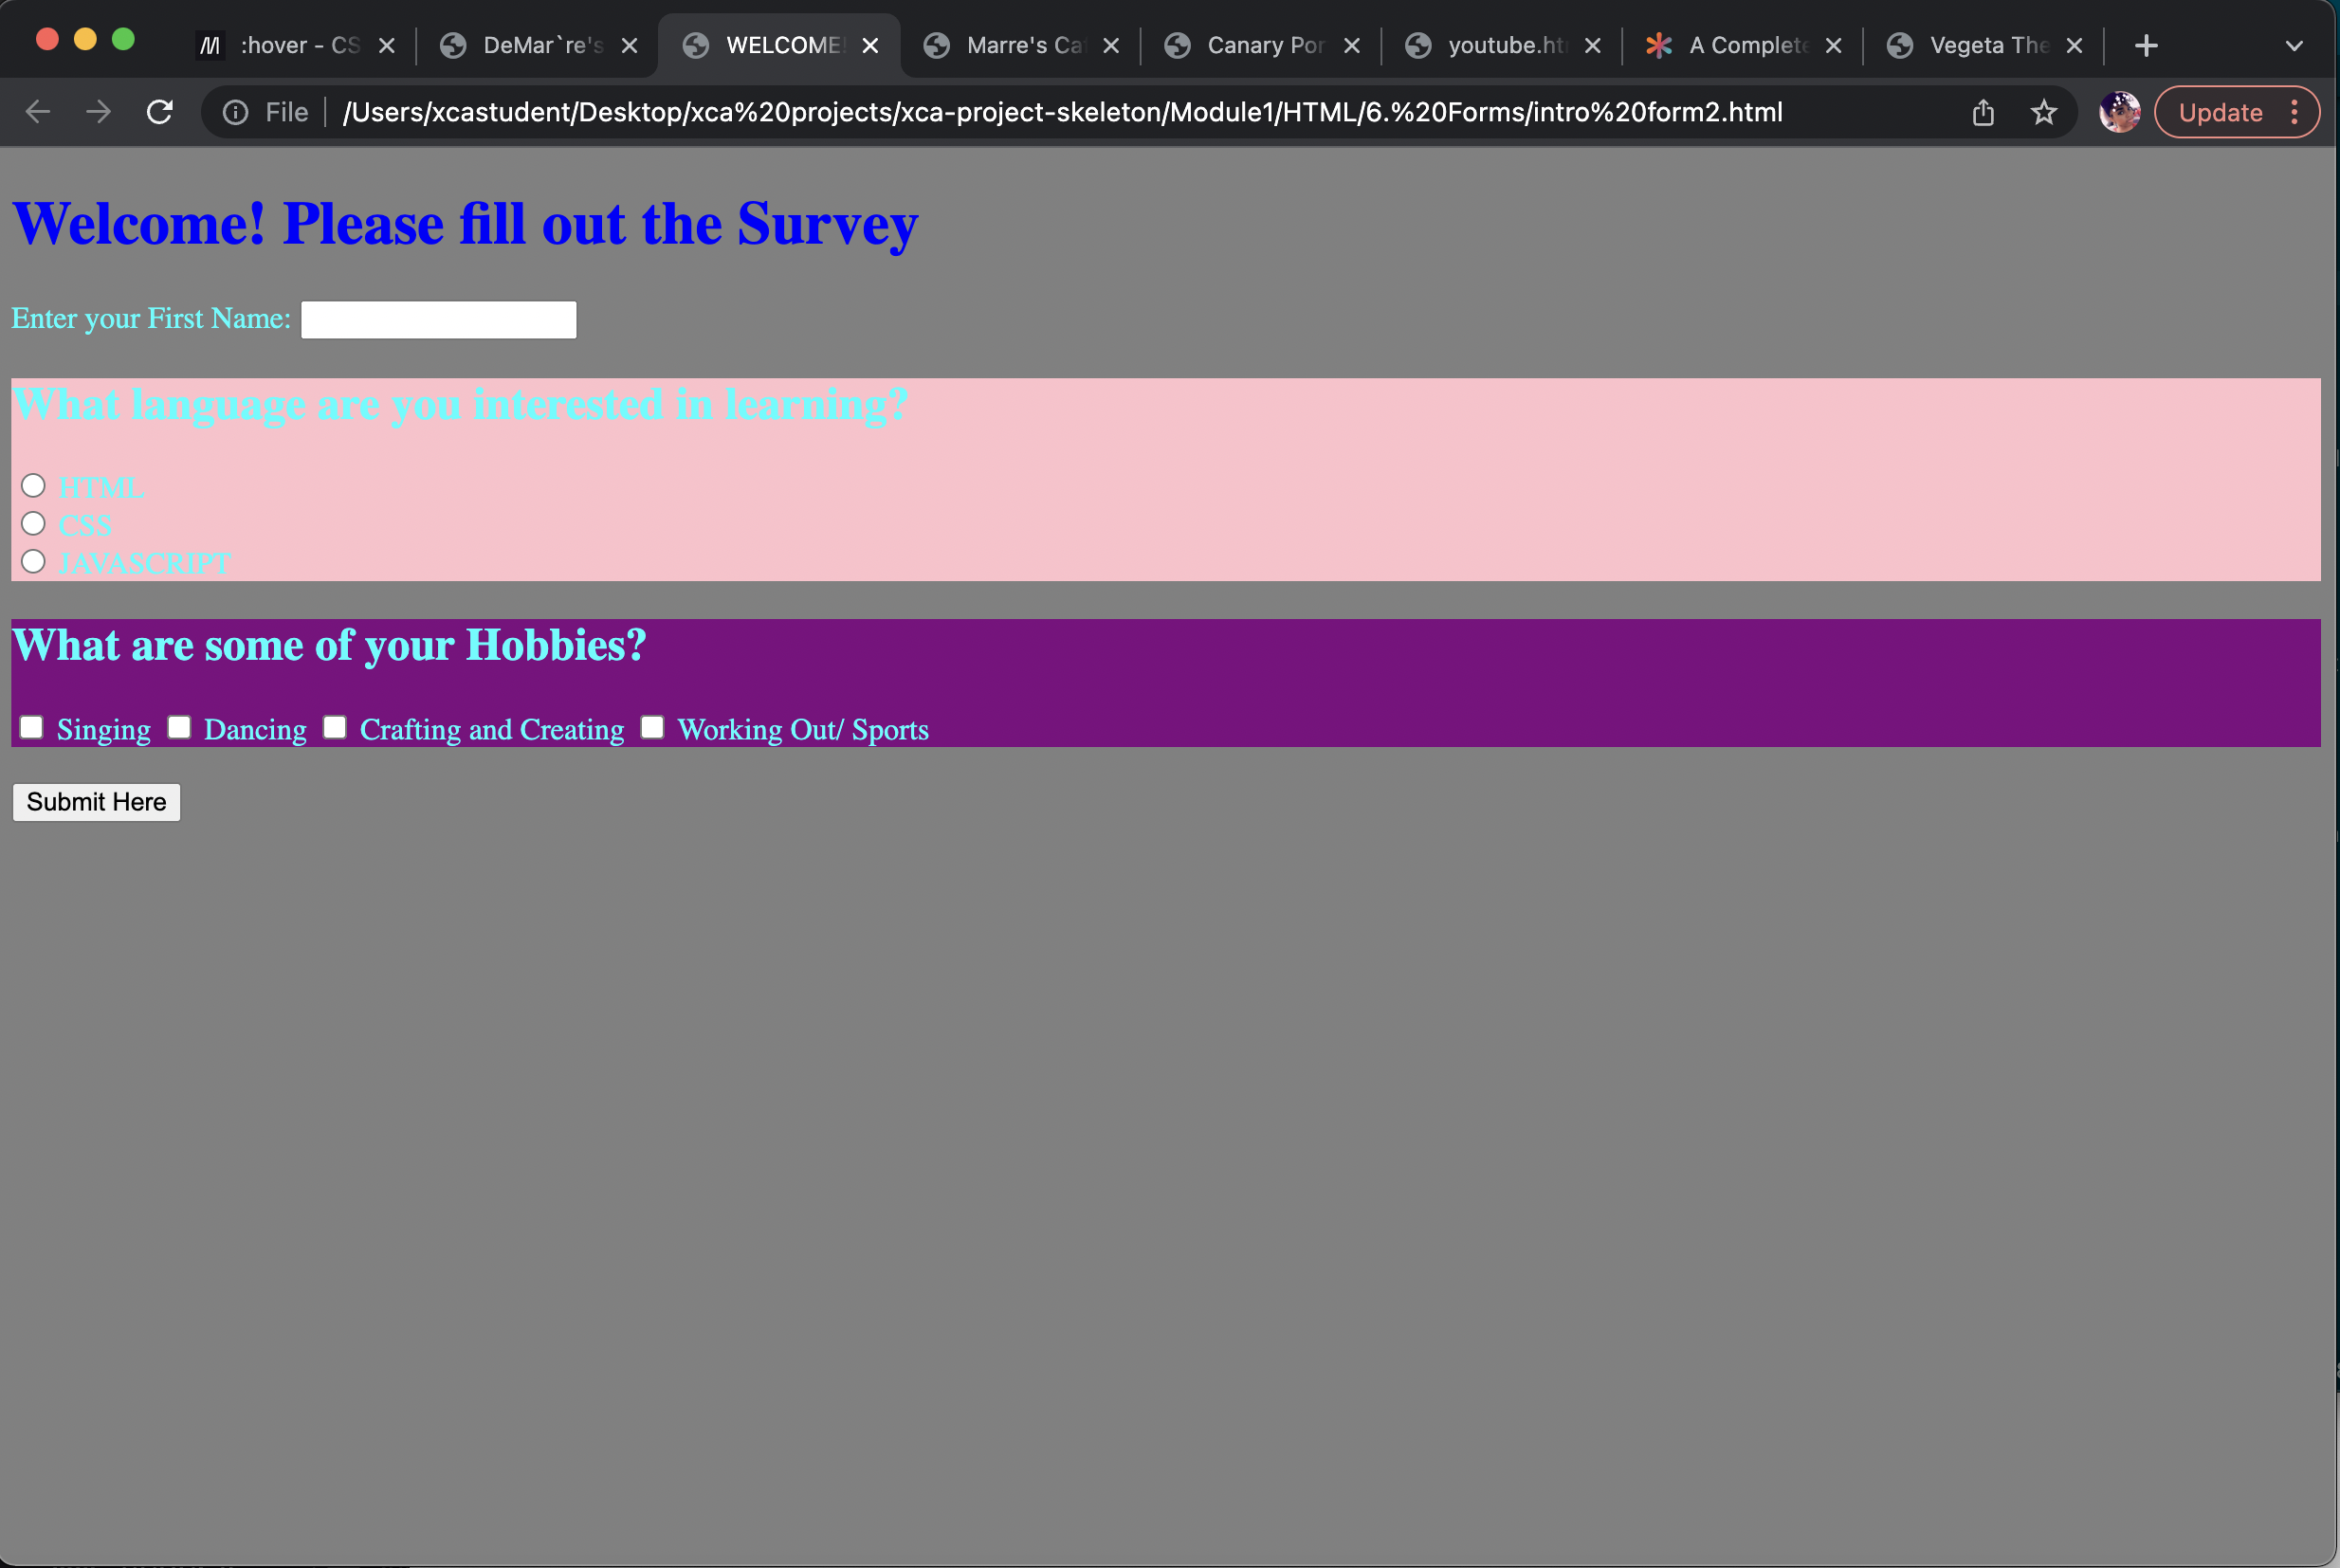 :hover - CS
DeMar`re's
WELCOME!
Marre's Ca
Canary Por
youtube.ht
A Complete
Vegeta The
File
/Users/xcastudent/Desktop/xca%20projects/xca-project-skeleton/Module1/HTML/6.%20Forms/intro%20form2.html
Update
Welcome! Please fill out the Survey
Enter your First Name:
What language are you interested in learning?
HTML
CSS
JAVASCRIPT
What are some of your Hobbies?
Singing Dancing Crafting and Creating Working Out/ Sports
Submit Here